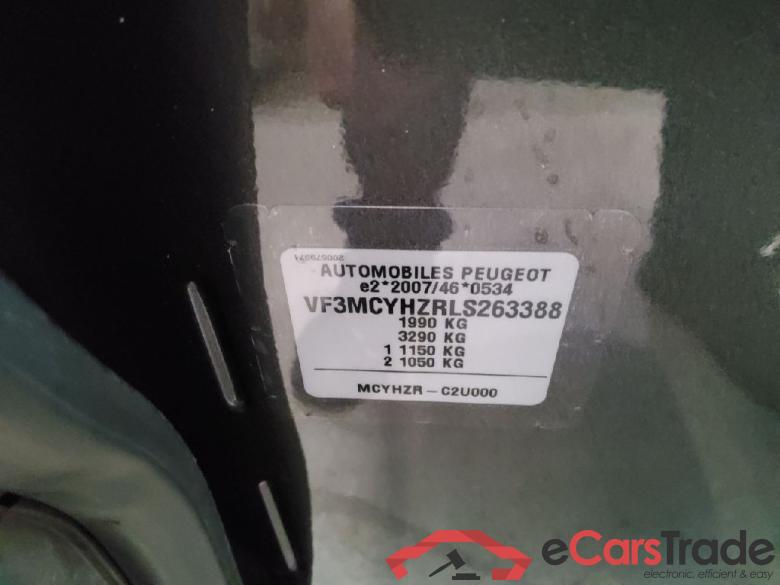 AUTOMOBILES PEUGEOT
e2*2007/46*0534
VF3MCYHZRLS263388
1990 KG
3290 KG
1 1150 KG
2 1050 KG
MCYHZR - C2U000
eCarsTrade
electronic, efficient & easy